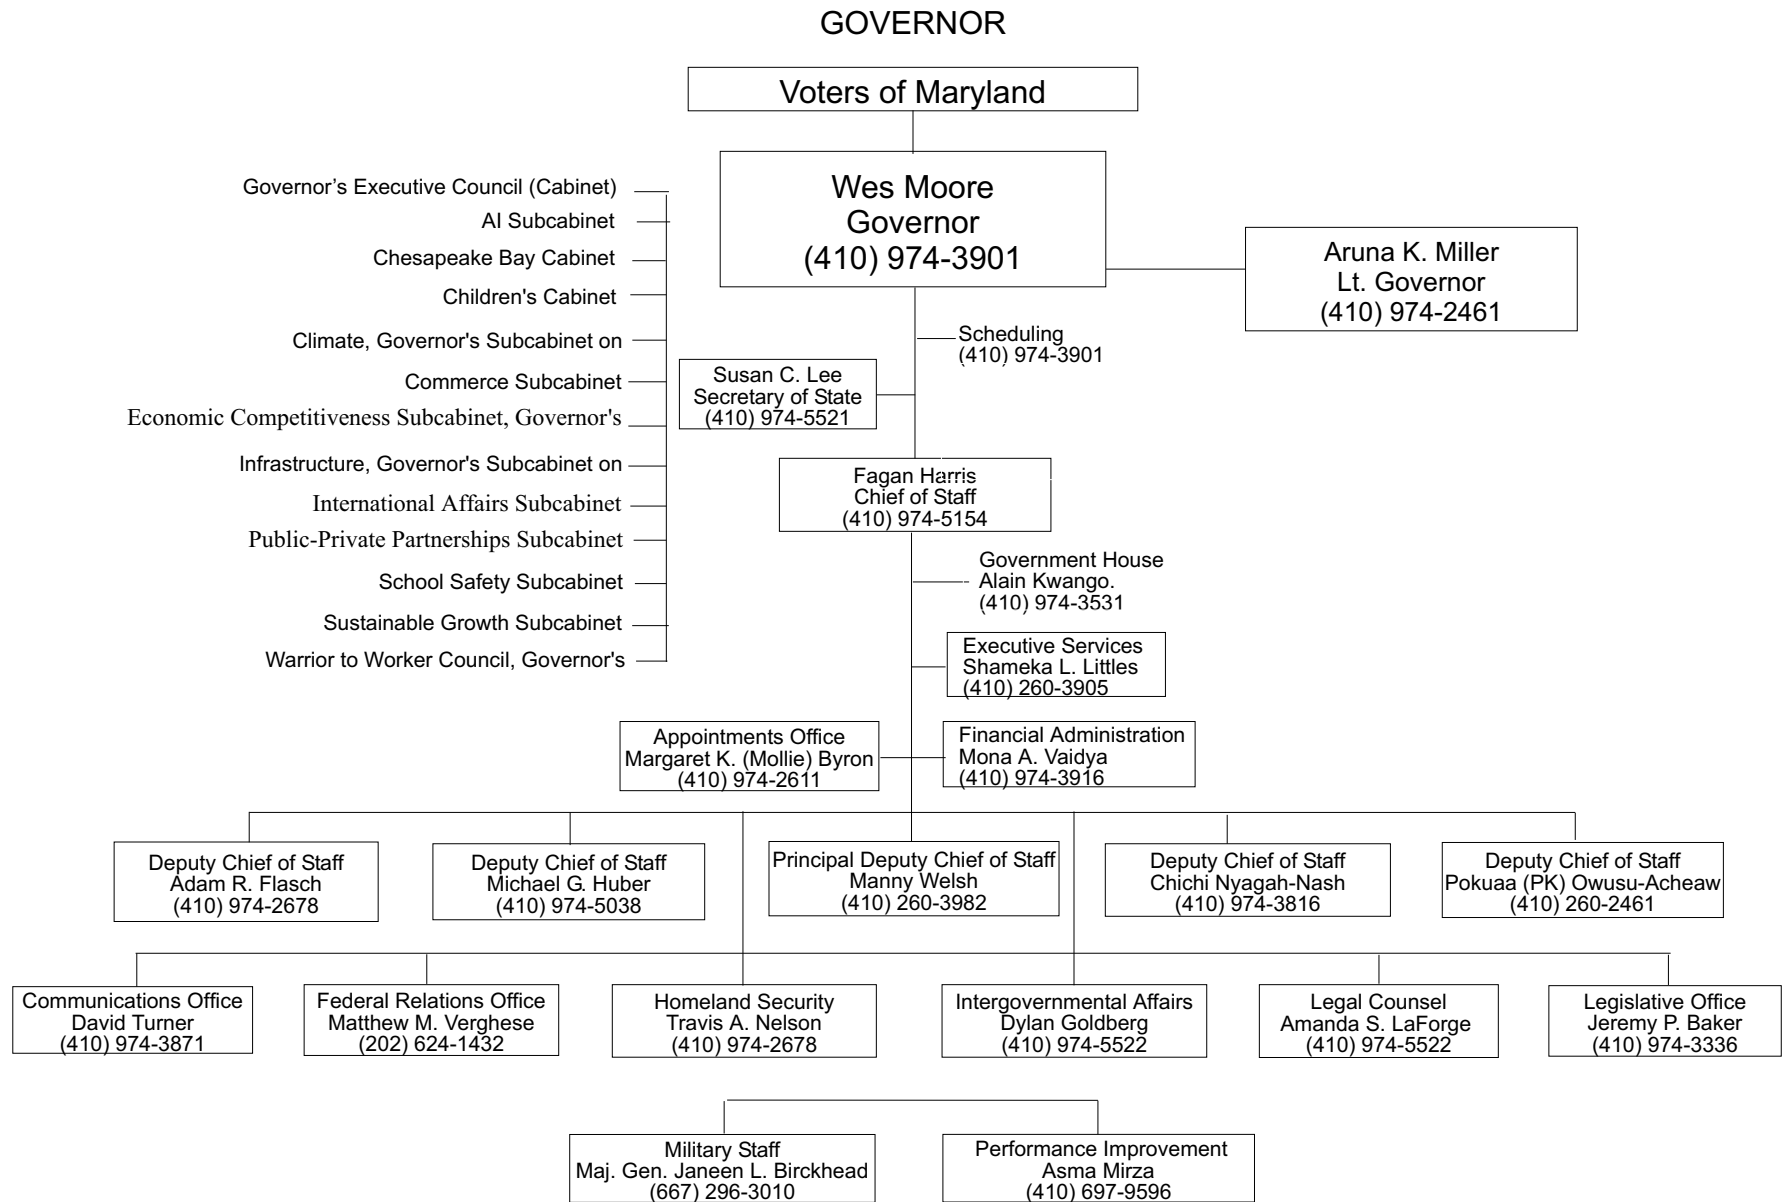 GOVERNOR
Voters of Maryland
Wes Moore
Governor
(410) 974-3901
Aruna K. Miller
Lt. Governor
(410) 974-2461
Governor’s Executive Council (Cabinet)
AI Subcabinet
Chesapeake Bay Cabinet
Children's Cabinet
Climate, Governor's Subcabinet on
Commerce Subcabinet
Economic Competitiveness Subcabinet, Governor's
Infrastructure, Governor's Subcabinet on
International Affairs Subcabinet
Public-Private Partnerships Subcabinet
School Safety Subcabinet
Sustainable Growth Subcabinet
Warrior to Worker Council, Governor's
Scheduling
(410) 974-3901
Susan C. Lee
Secretary of State
(410) 974-5521
Fagan Harris
Chief of Staff
(410) 974-5154
Government House
Alain Kwango.
(410) 974-3531
Executive Services
Shameka L. Littles
(410) 260-3905
Appointments Office
Margaret K. (Mollie) Byron
(410) 974-2611
Financial Administration
Mona A. Vaidya
(410) 974-3916
Deputy Chief of Staff
Adam R. Flasch
(410) 974-2678
Deputy Chief of Staff
Michael G. Huber
(410) 974-5038
Principal Deputy Chief of Staff
Manny Welsh
(410) 260-3982
Deputy Chief of Staff
Chichi Nyagah-Nash
(410) 974-3816
Deputy Chief of Staff
Pokuaa (PK) Owusu-Acheaw
(410) 260-2461
Communications Office
David Turner
(410) 974-3871
Federal Relations Office
Matthew M. Verghese
(202) 624-1432
Homeland Security
Travis A. Nelson
(410) 974-2678
Intergovernmental Affairs
Dylan Goldberg
(410) 974-5522
Legal Counsel
Amanda S. LaForge
(410) 974-5522
Legislative Office
Jeremy P. Baker
(410) 974-3336
Military Staff
Maj. Gen. Janeen L. Birckhead
(667) 296-3010
Performance Improvement
Asma Mirza
(410) 697-9596